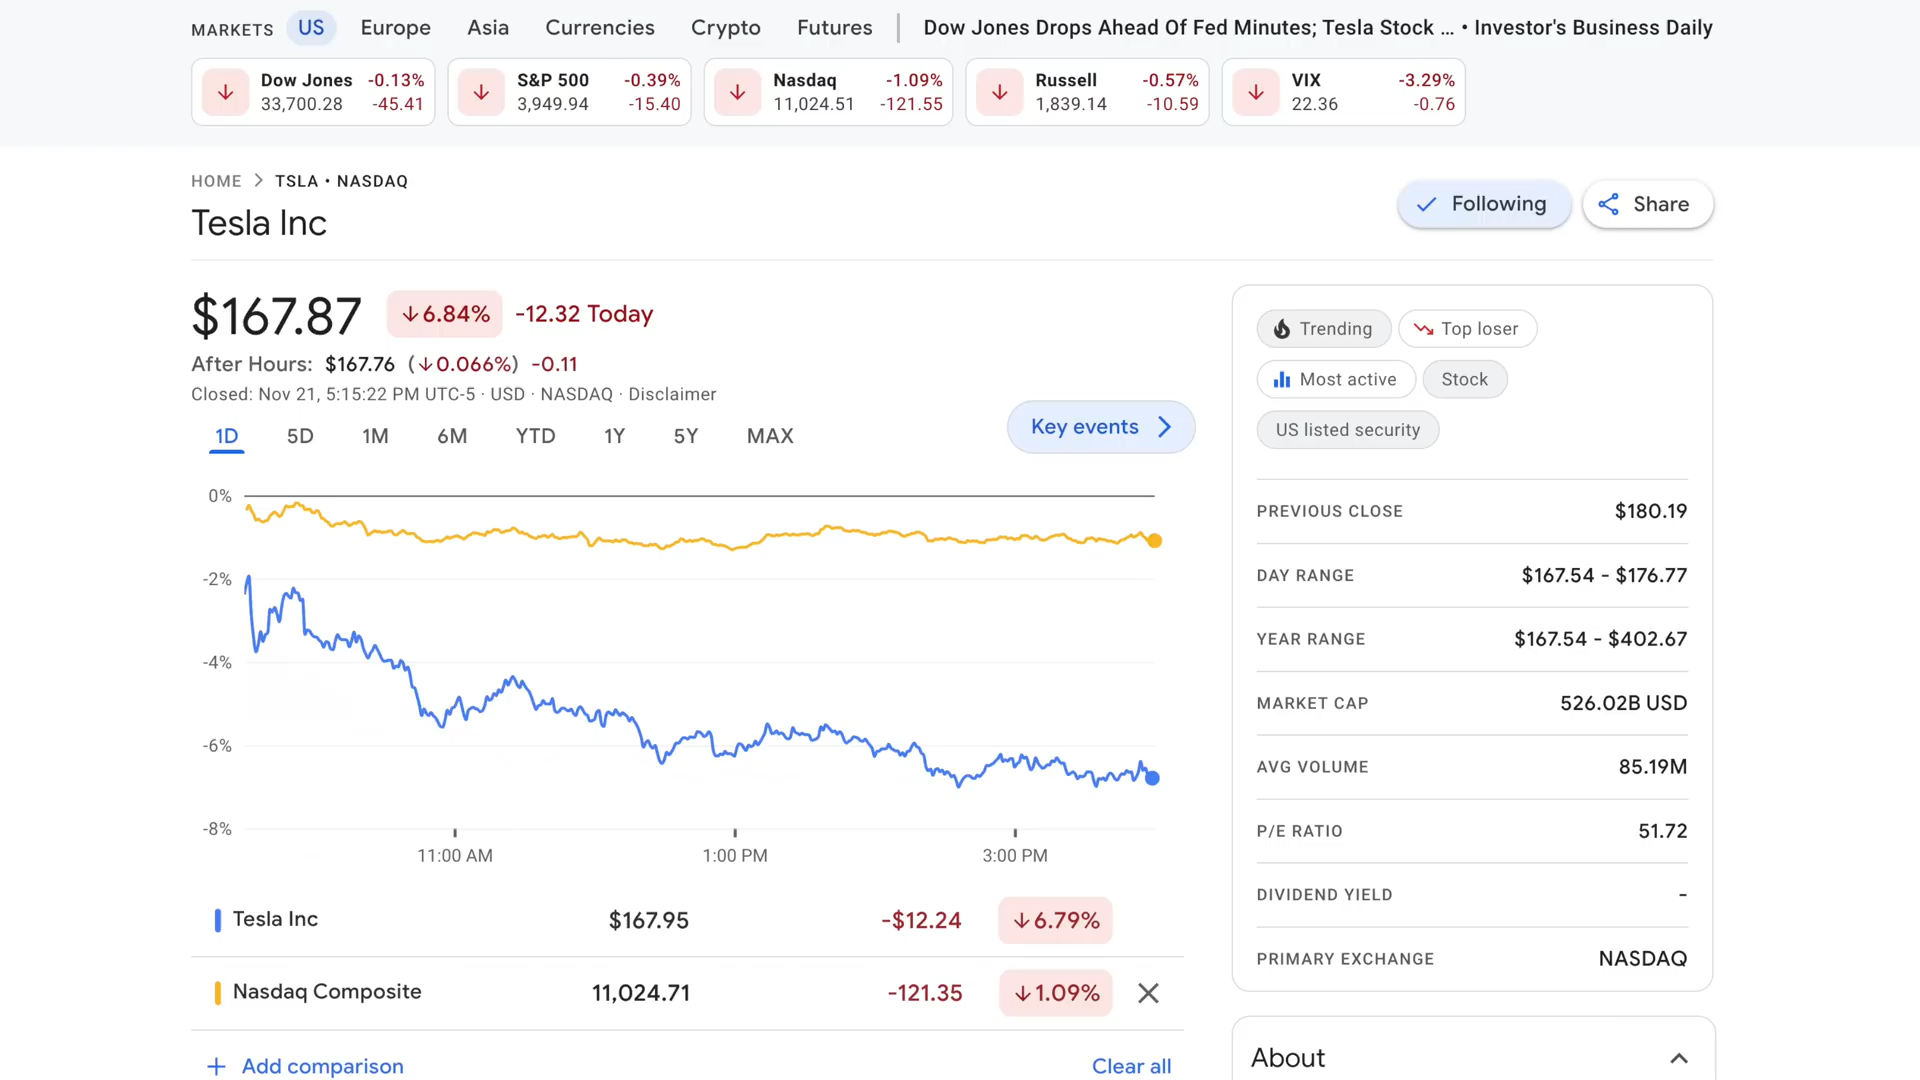 MARKETS US Europe Asia Currencies Crypto Futures Dow Jones Drops Ahead Of Fed Minutes; Tesla Stock ... • Investor's Business Daily
Dow Jones -0.13%
33,700.28 -45.41
S&P 500 -0.39%
3,949.94 -15.40
Nasdaq -1.09%
11,024.51 -121.55
Russell -0.57%
1,839.14 -10.59
VIX -3.29%
22.36 -0.76
HOME > TSLA • NASDAQ
Tesla Inc
Following Share
$167.87 ↓6.84% -12.32 Today
After Hours: $167.76 (↓0.066%) -0.11
Closed: Nov 21, 5:15:22 PM UTC-5 · USD · NASDAQ · Disclaimer
1D 5D 1M 6M YTD 1Y 5Y MAX
Key events >
0%
-2%
-4%
-6%
-8%
11:00 AM 1:00 PM 3:00 PM
Tesla Inc $167.95 -$12.24 ↓6.79%
Nasdaq Composite 11,024.71 -121.35 ↓1.09%
+ Add comparison Clear all
Trending Top loser
Most active Stock
US listed security
PREVIOUS CLOSE $180.19
DAY RANGE $167.54 - $176.77
YEAR RANGE $167.54 - $402.67
MARKET CAP 526.02B USD
AVG VOLUME 85.19M
P/E RATIO 51.72
DIVIDEND YIELD -
PRIMARY EXCHANGE NASDAQ
About